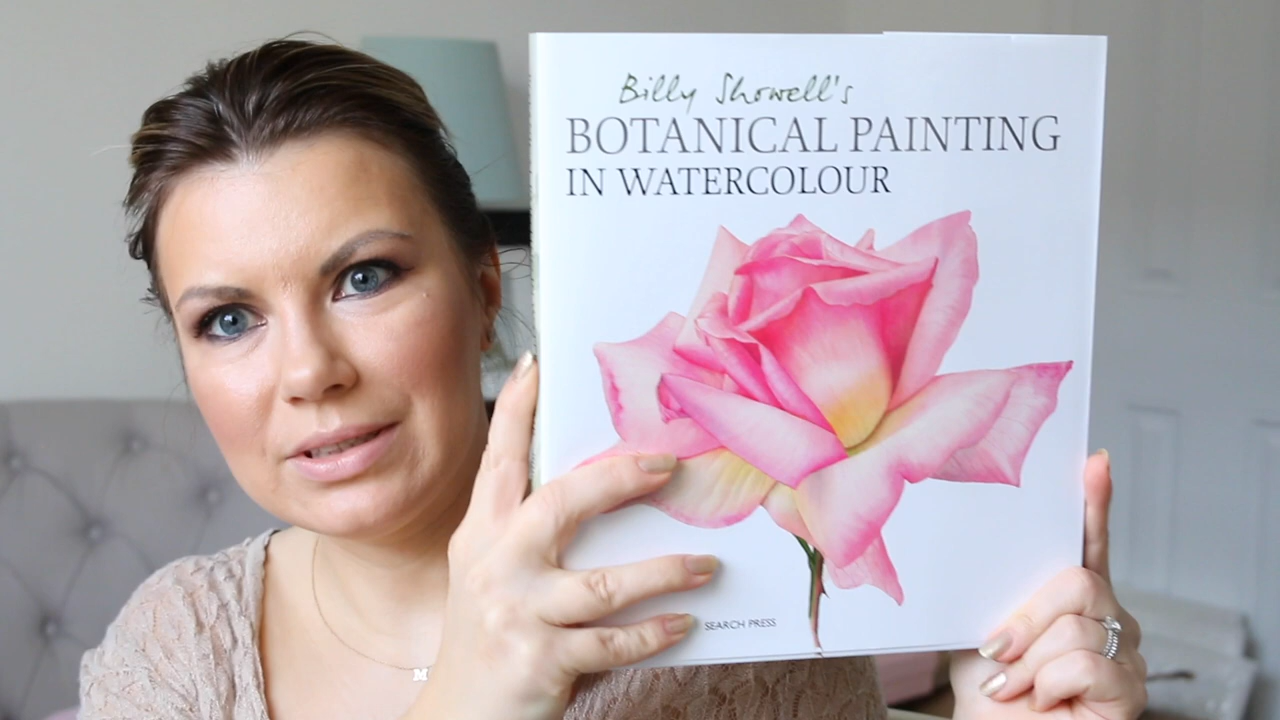 Billy Showell's
BOTANICAL PAINTING
IN WATERCOLOUR
SEARCH PRESS
M